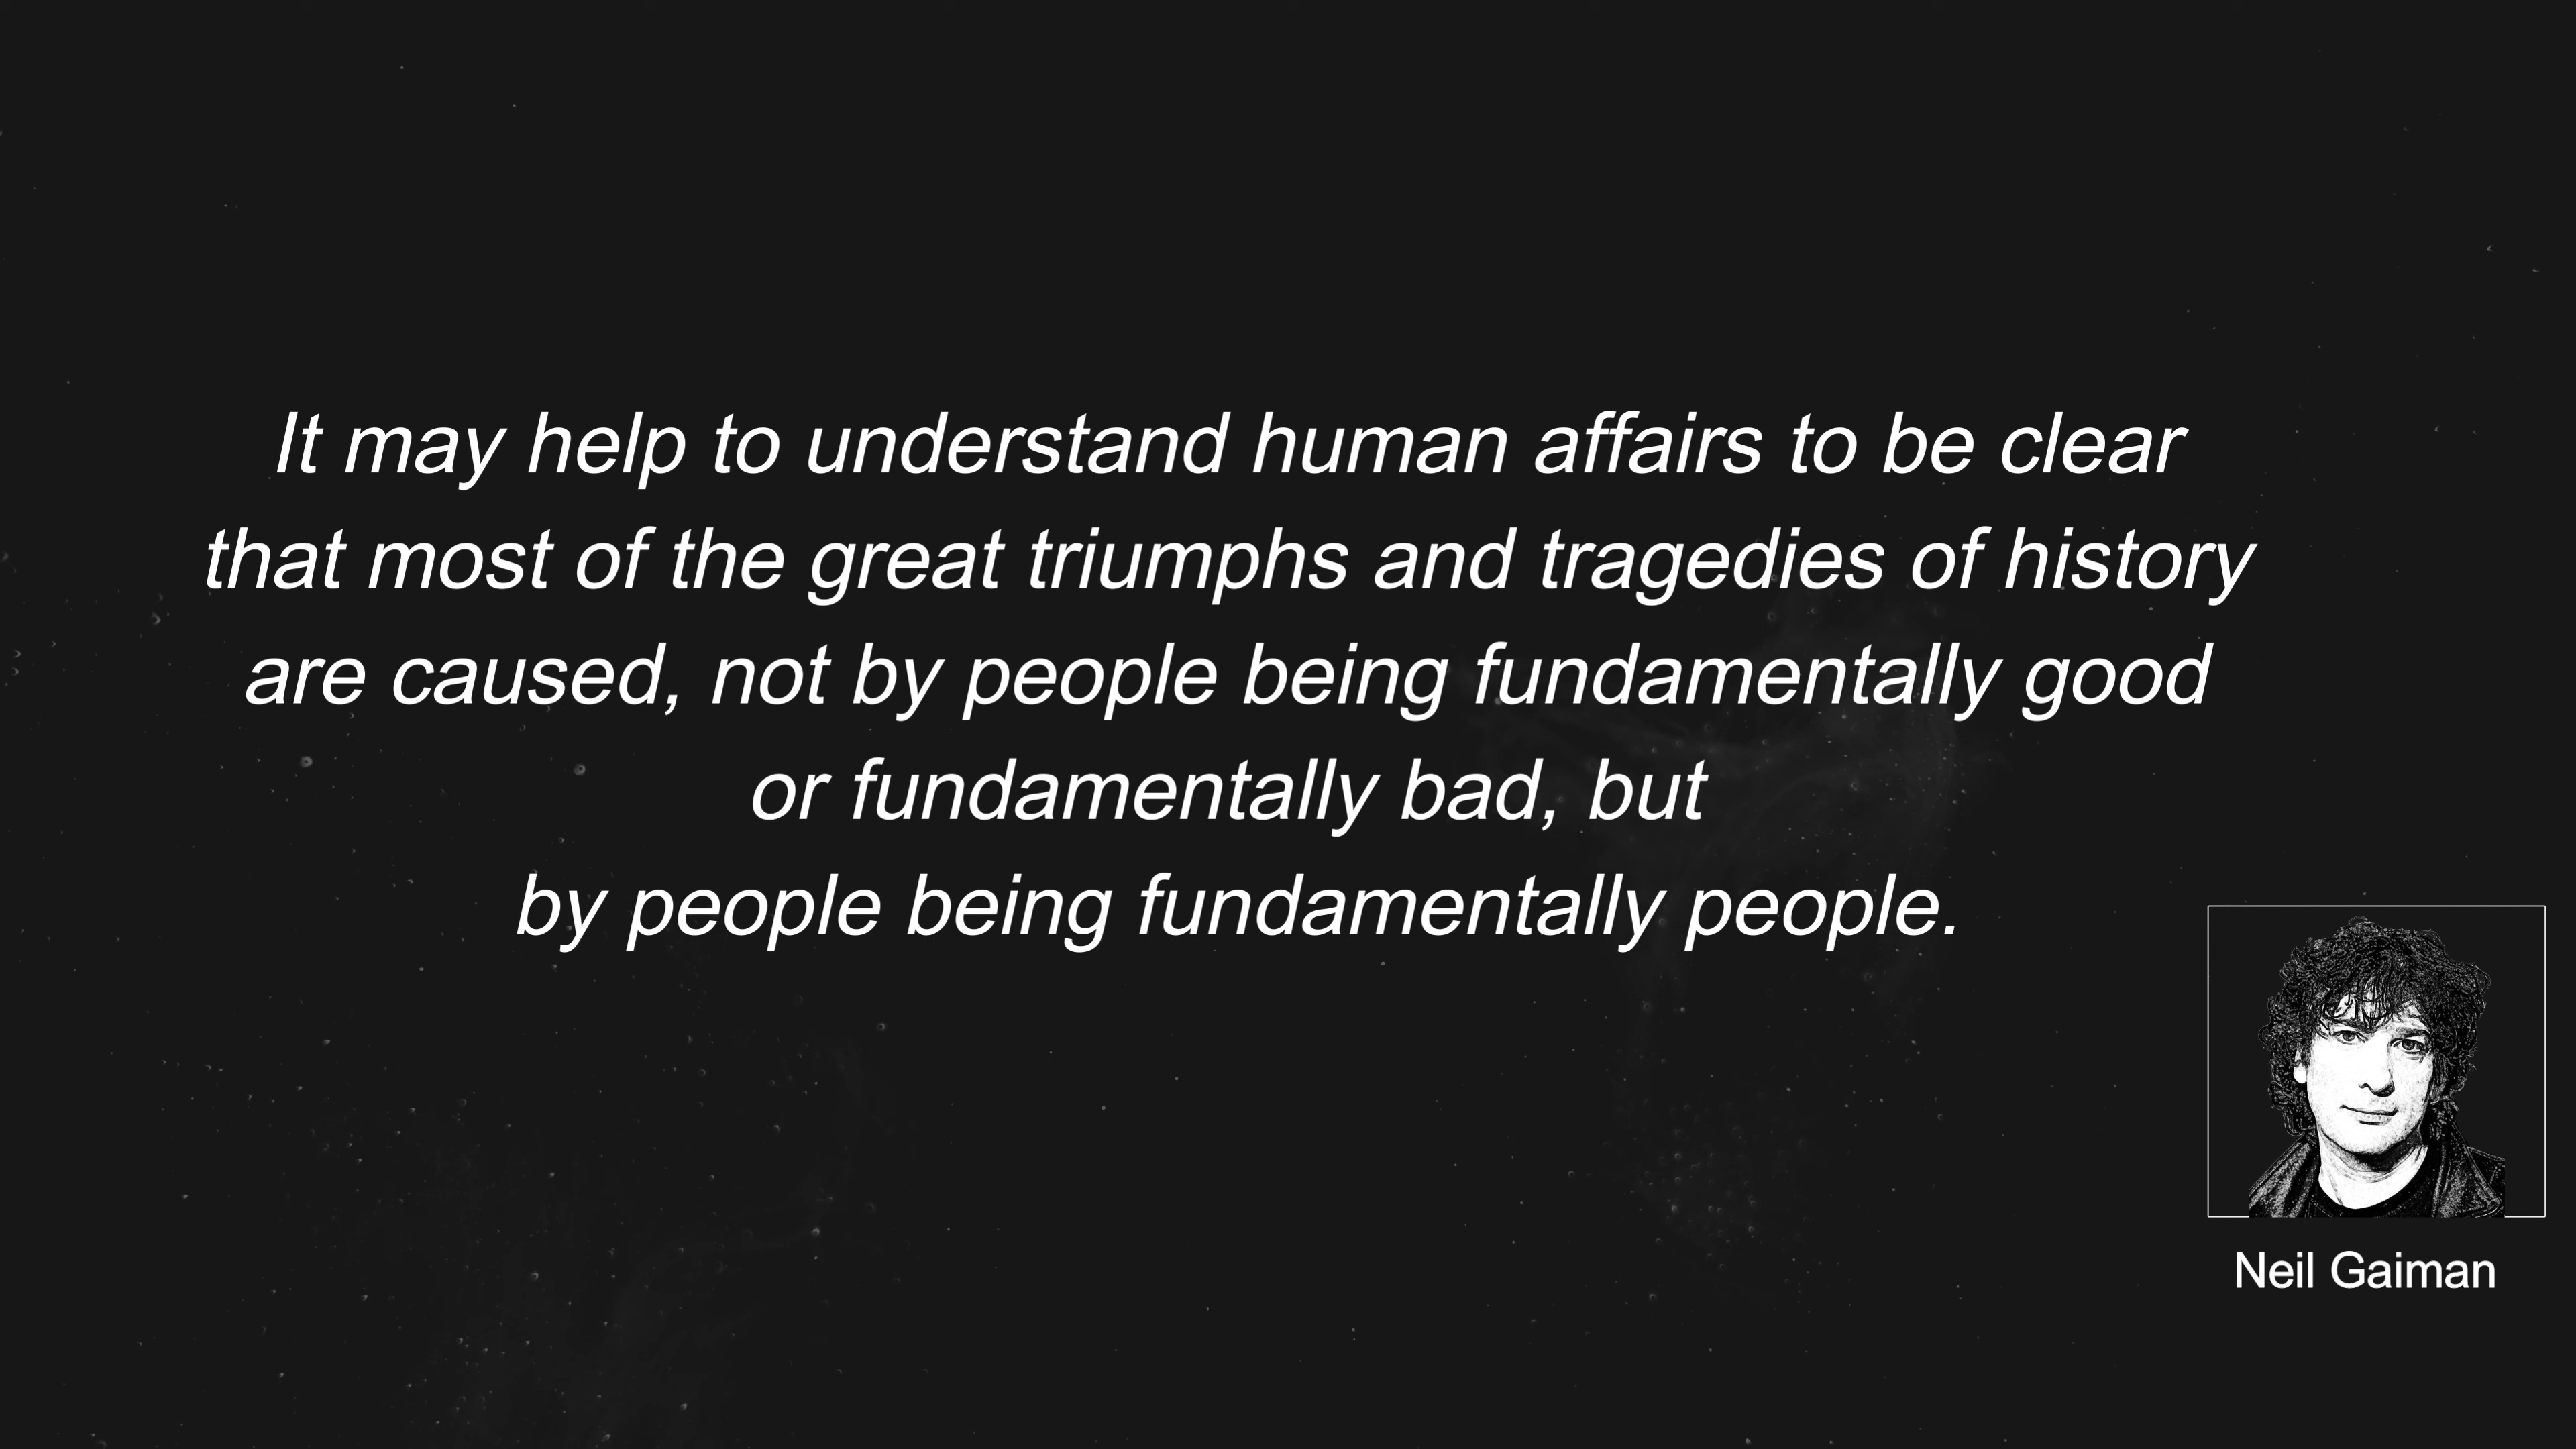 It may help to understand human affairs to be clear
that most of the great triumphs and tragedies of history
are caused, not by people being fundamentally good
or fundamentally bad, but
by people being fundamentally people.
Neil Gaiman